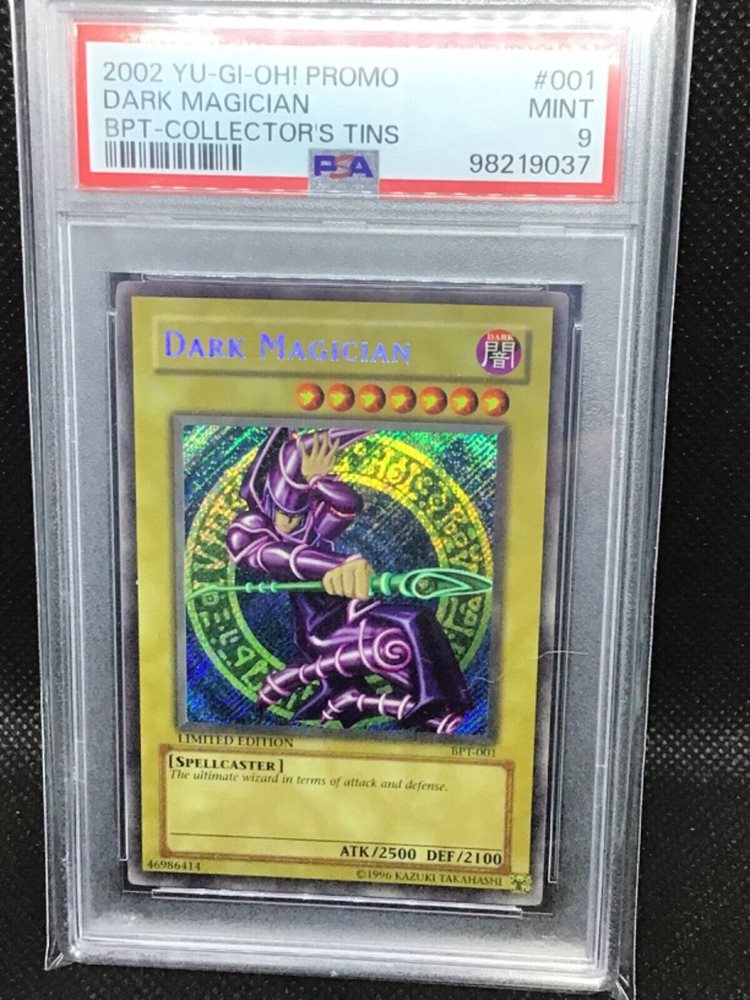 2002 YU-GI-OH! PROMO #001
DARK MAGICIAN MINT
BPT-COLLECTOR'S TINS 9
PSA 98219037
DARK MAGICIAN
DARK
闇
LIMITED EDITION BPT-001
[SPELLCASTER]
The ultimate wizard in terms of attack and defense.
ATK/2500 DEF/2100
46986414 ©1996 KAZUKI TAKAHASHI